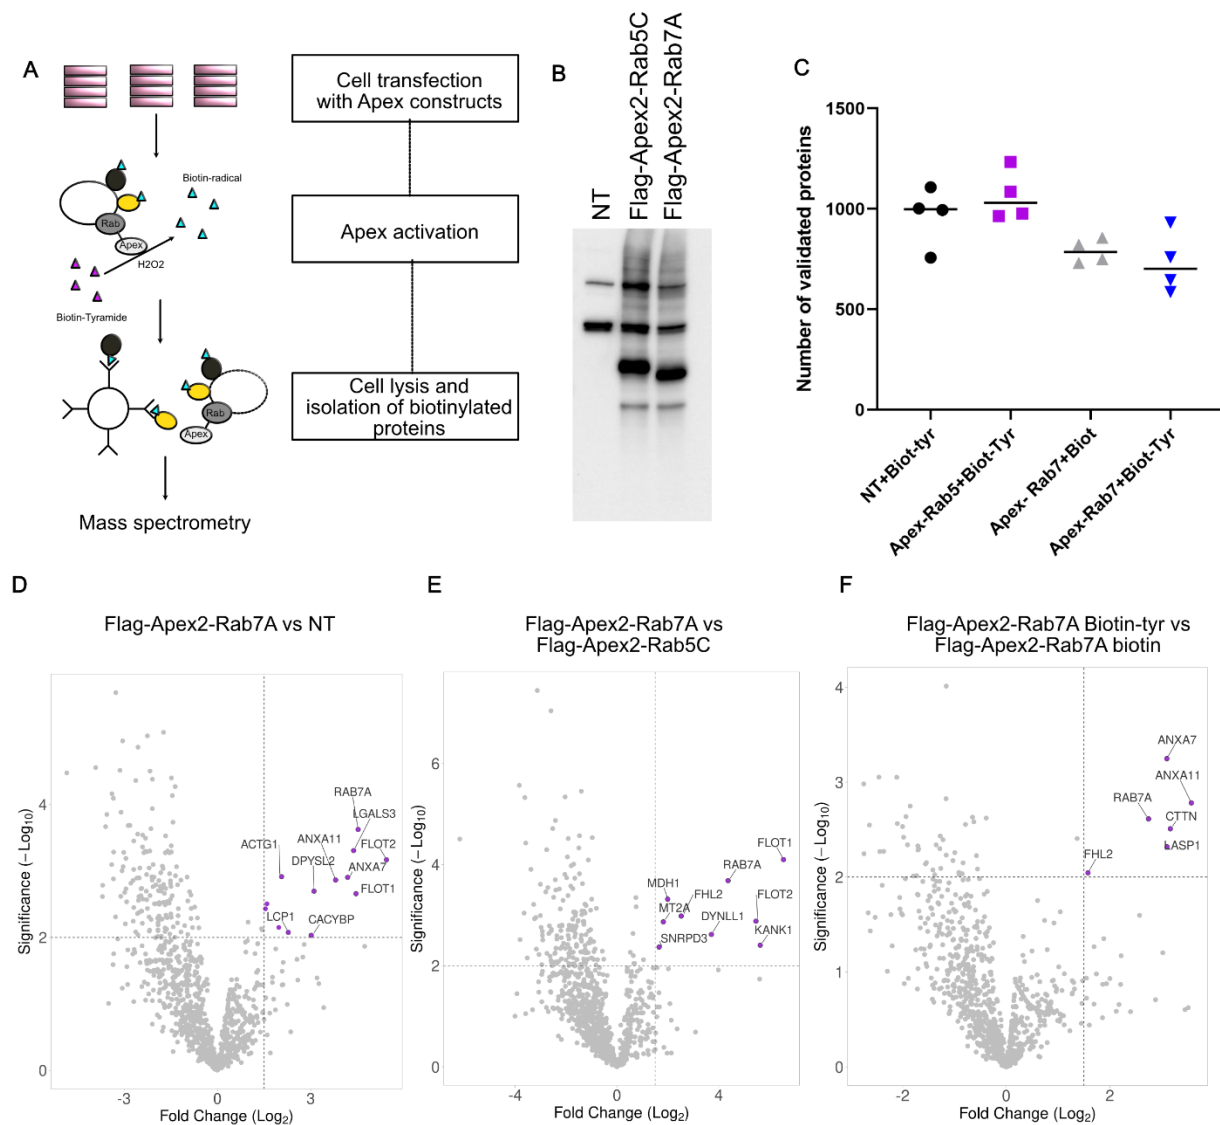 A
Cell transfection
with Apex constructs
Biotin-radical
Rab
Apex
H2O2
Biotin-Tyramide
Apex activation
Rab
Apex
Cell lysis and
isolation of biotinylated
proteins
Mass spectrometry
B
NT
Flag-Apex2-Rab5C
Flag-Apex2-Rab7A
C
Number of validated proteins
1500
1000
500
0
NT+Biot-tyr
Apex-Rab5+Biot-Tyr
Apex- Rab7+Biot
Apex-Rab7+Biot-Tyr
D
Flag-Apex2-Rab7A vs NT
Significance (−Log10)
4
2
0
RAB7A
LGALS3
ACTG1
ANXA11
FLOT2
DPYSL2
ANXA7
FLOT1
LCP1
CACYBP
-3
0
3
Fold Change (Log2)
E
Flag-Apex2-Rab7A vs
Flag-Apex2-Rab5C
Significance (−Log10)
6
4
2
0
FLOT1
RAB7A
MDH1
FHL2
FLOT2
MT2A
DYNLL1
KANK1
SNRPD3
-4
0
4
Fold Change (Log2)
F
Flag-Apex2-Rab7A Biotin-tyr vs
Flag-Apex2-Rab7A biotin
Significance (−Log10)
4
3
2
1
0
ANXA7
ANXA11
RAB7A
CTTN
LASP1
FHL2
-2
0
2
Fold Change (Log2)